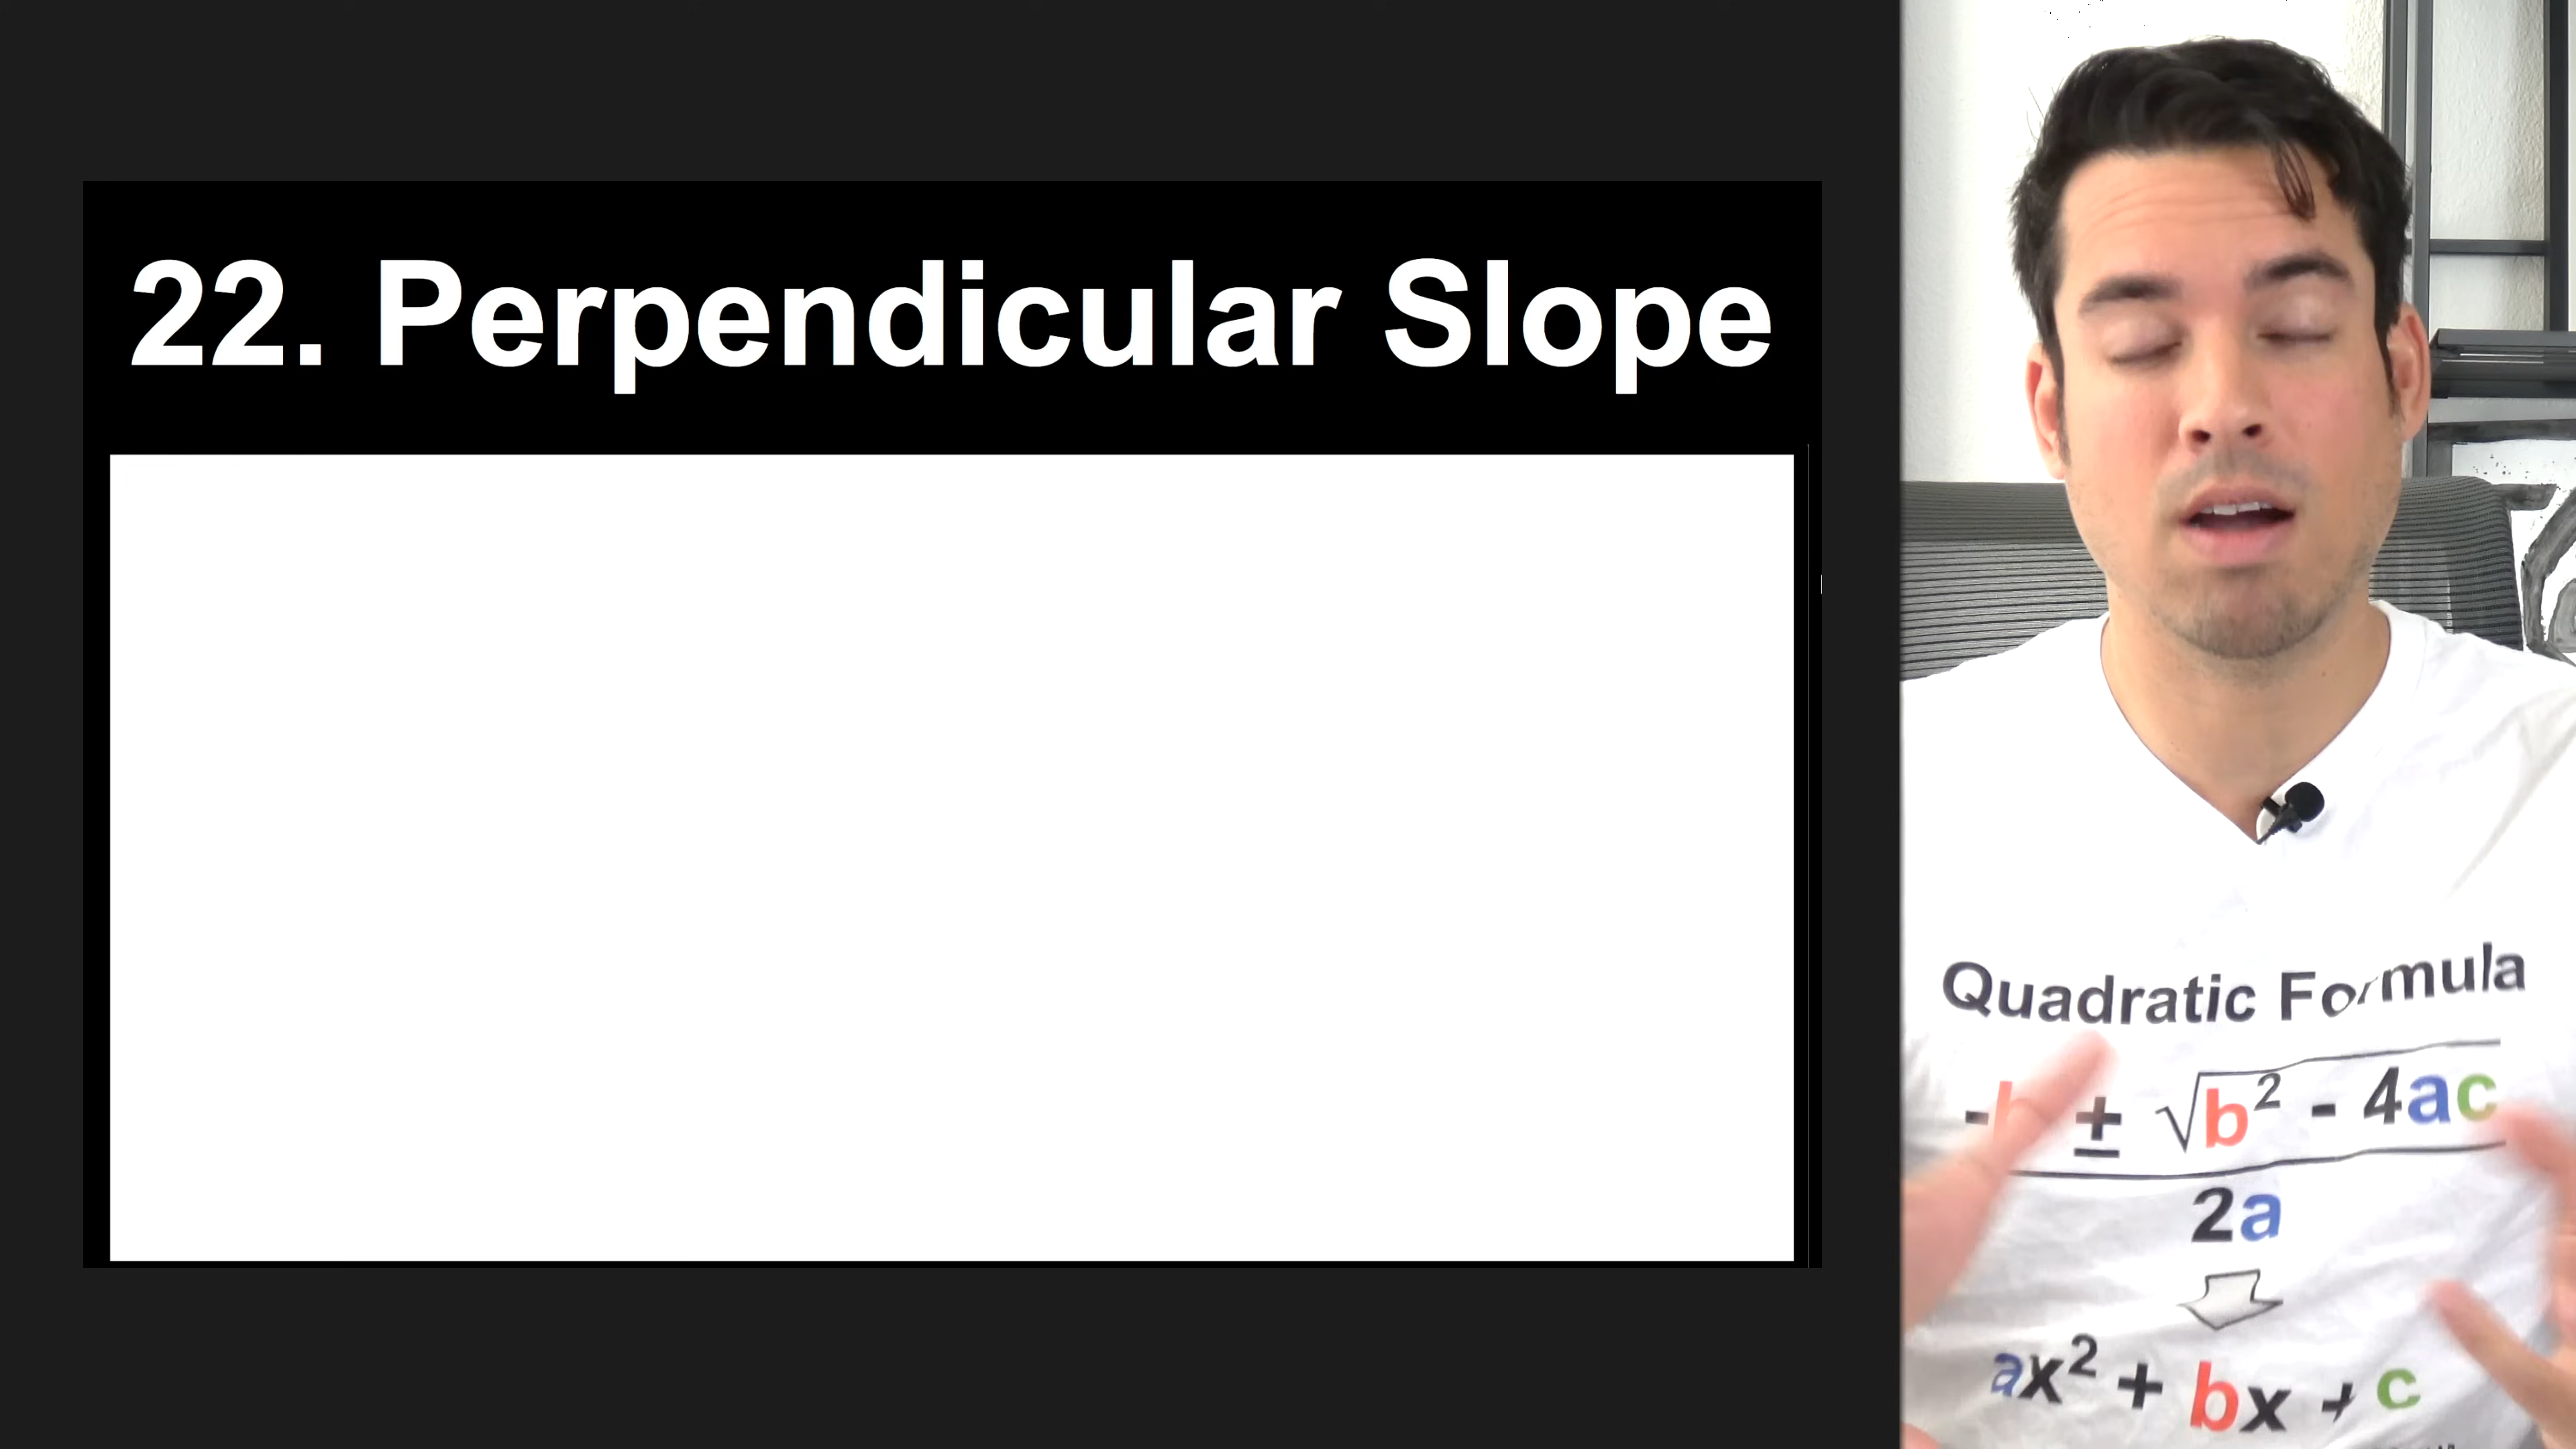 22. Perpendicular Slope
Quadratic Formula
-b ± √b² - 4ac
2a
ax² + bx + c